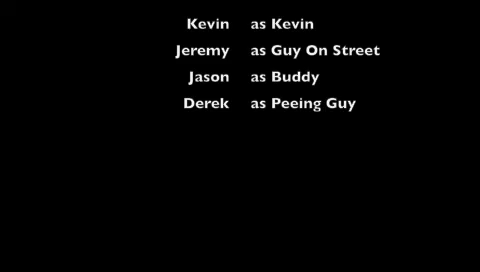 Kevin as Kevin
Jeremy as Guy On Street
Jason as Buddy
Derek as Peeing Guy